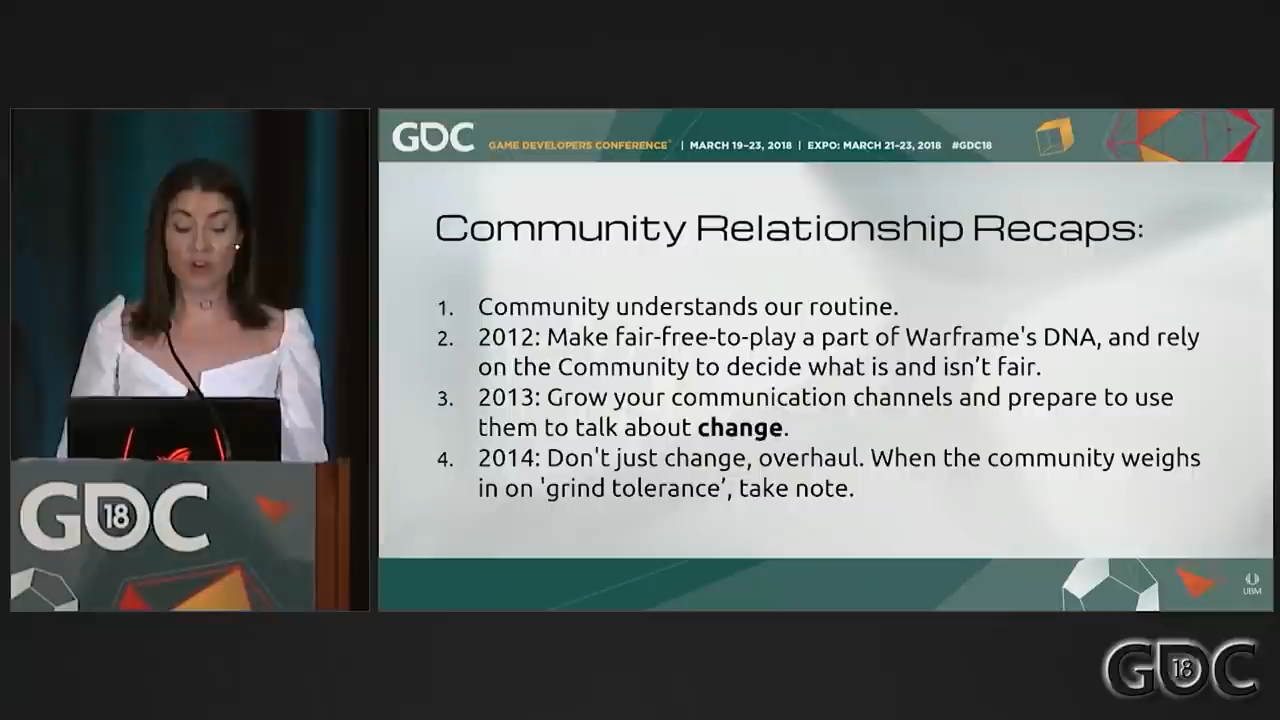 GDC GAME DEVELOPERS CONFERENCE | MARCH 19–23, 2018 | EXPO: MARCH 21–23, 2018 #GDC18
Community Relationship Recaps:
1. Community understands our routine.
2. 2012: Make fair-free-to-play a part of Warframe's DNA, and rely
on the Community to decide what is and isn’t fair.
3. 2013: Grow your communication channels and prepare to use
them to talk about change.
4. 2014: Don't just change, overhaul. When the community weighs
in on 'grind tolerance’, take note.
GDC 18
UBM
GDC 18